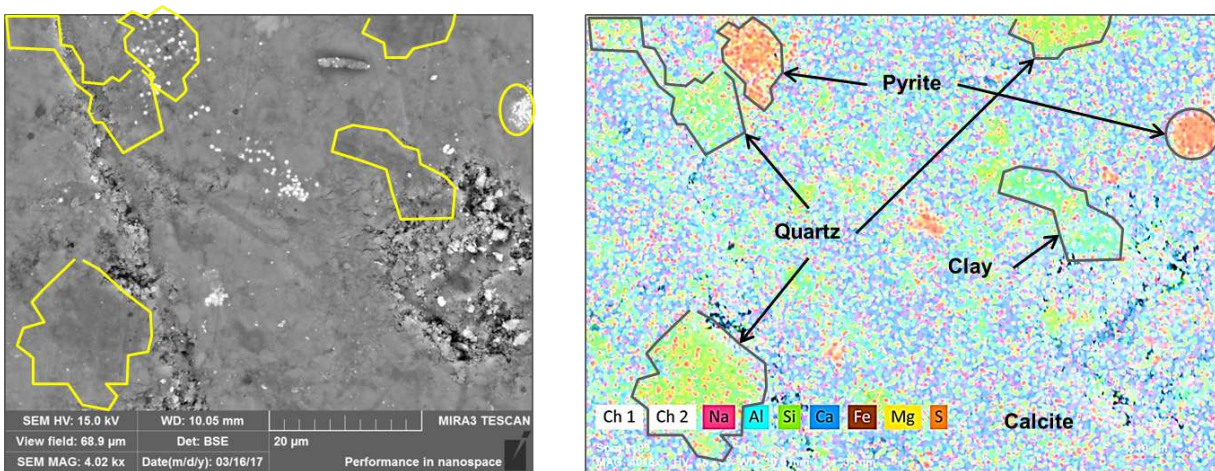 SEM HV: 15.0 kV WD: 10.05 mm MIRA3 TESCAN
View field: 68.9 µm Det: BSE 20 µm
SEM MAG: 4.02 kx Date(m/d/y): 03/16/17 Performance in nanospace
Pyrite
Quartz
Clay
Ch 1 Ch 2 Na Al Si Ca Fe Mg S
Calcite